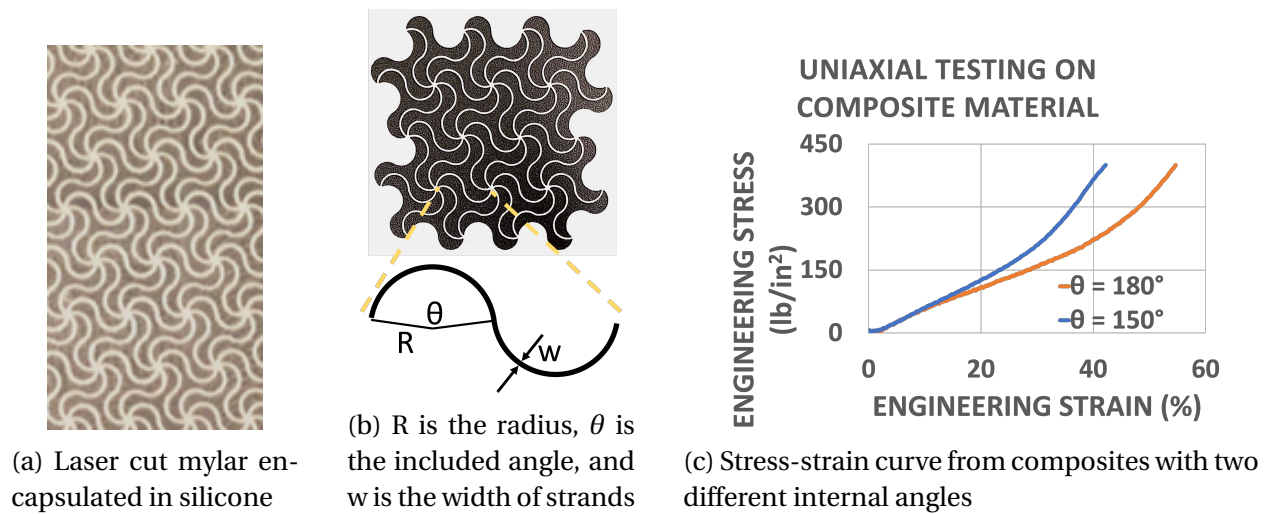 θ
R
w
(a) Laser cut mylar en-
capsulated in silicone
(b) R is the radius, θ is
the included angle, and
w is the width of strands
UNIAXIAL TESTING ON
COMPOSITE MATERIAL
ENGINEERING STRESS
(lb/in²)
450
300
150
0
0
20
40
60
θ = 180°
θ = 150°
ENGINEERING STRAIN (%)
(c) Stress-strain curve from composites with two
different internal angles